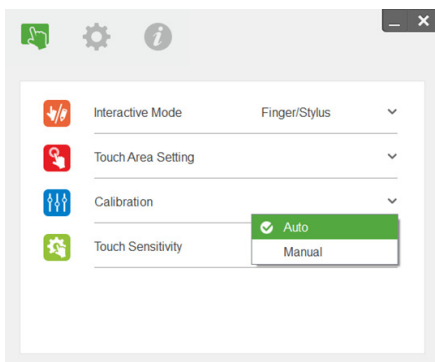 Interactive Mode Finger/Stylus
Touch Area Setting
Calibration
Auto
Touch Sensitivity
Manual